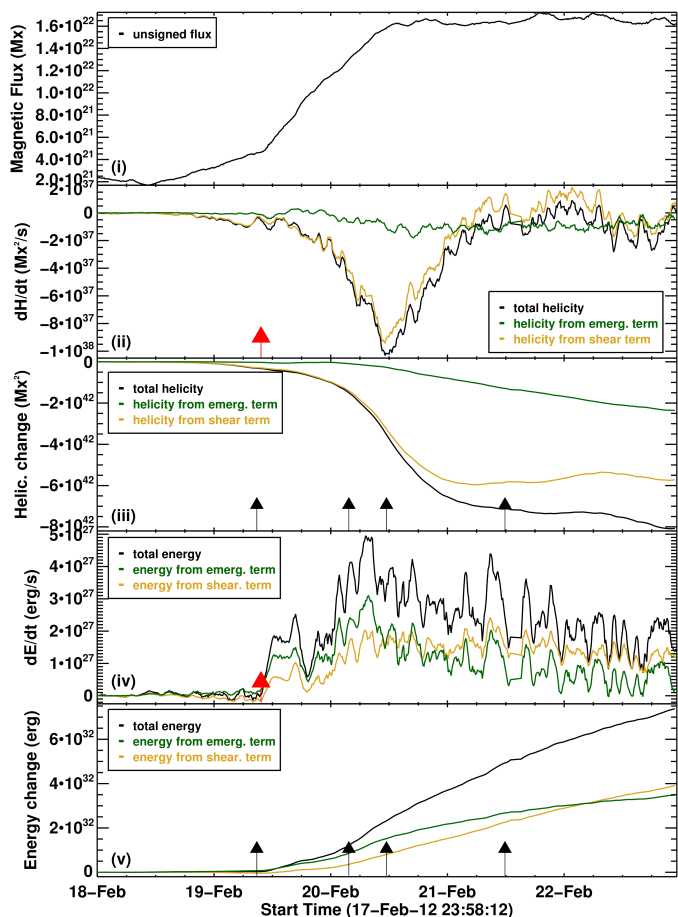 Magnetic Flux (Mx)
1.6•10²²
1.4•10²²
1.2•10²²
1.0•10²²
8.0•10²¹
6.0•10²¹
4.0•10²¹
2.0•10²¹
unsigned flux
(i)
dH/dt (Mx²/s)
2•10³⁷
0
−2•10³⁷
−4•10³⁷
−6•10³⁷
−8•10³⁷
−1•10³⁸
total helicity
helicity from emerg. term
helicity from shear term
(ii)
Helic. change (Mx²)
0
−2•10⁴²
−4•10⁴²
−6•10⁴²
−8•10⁴²
total helicity
helicity from emerg. term
helicity from shear term
(iii)
dE/dt (erg/s)
5•10²⁷
4•10²⁷
3•10²⁷
2•10²⁷
1•10²⁷
0
total energy
energy from emerg. term
energy from shear. term
(iv)
Energy change (erg)
6•10³²
4•10³²
2•10³²
0
total energy
energy from emerg. term
energy from shear. term
(v)
18−Feb 19−Feb 20−Feb 21−Feb 22−Feb
Start Time (17−Feb−12 23:58:12)